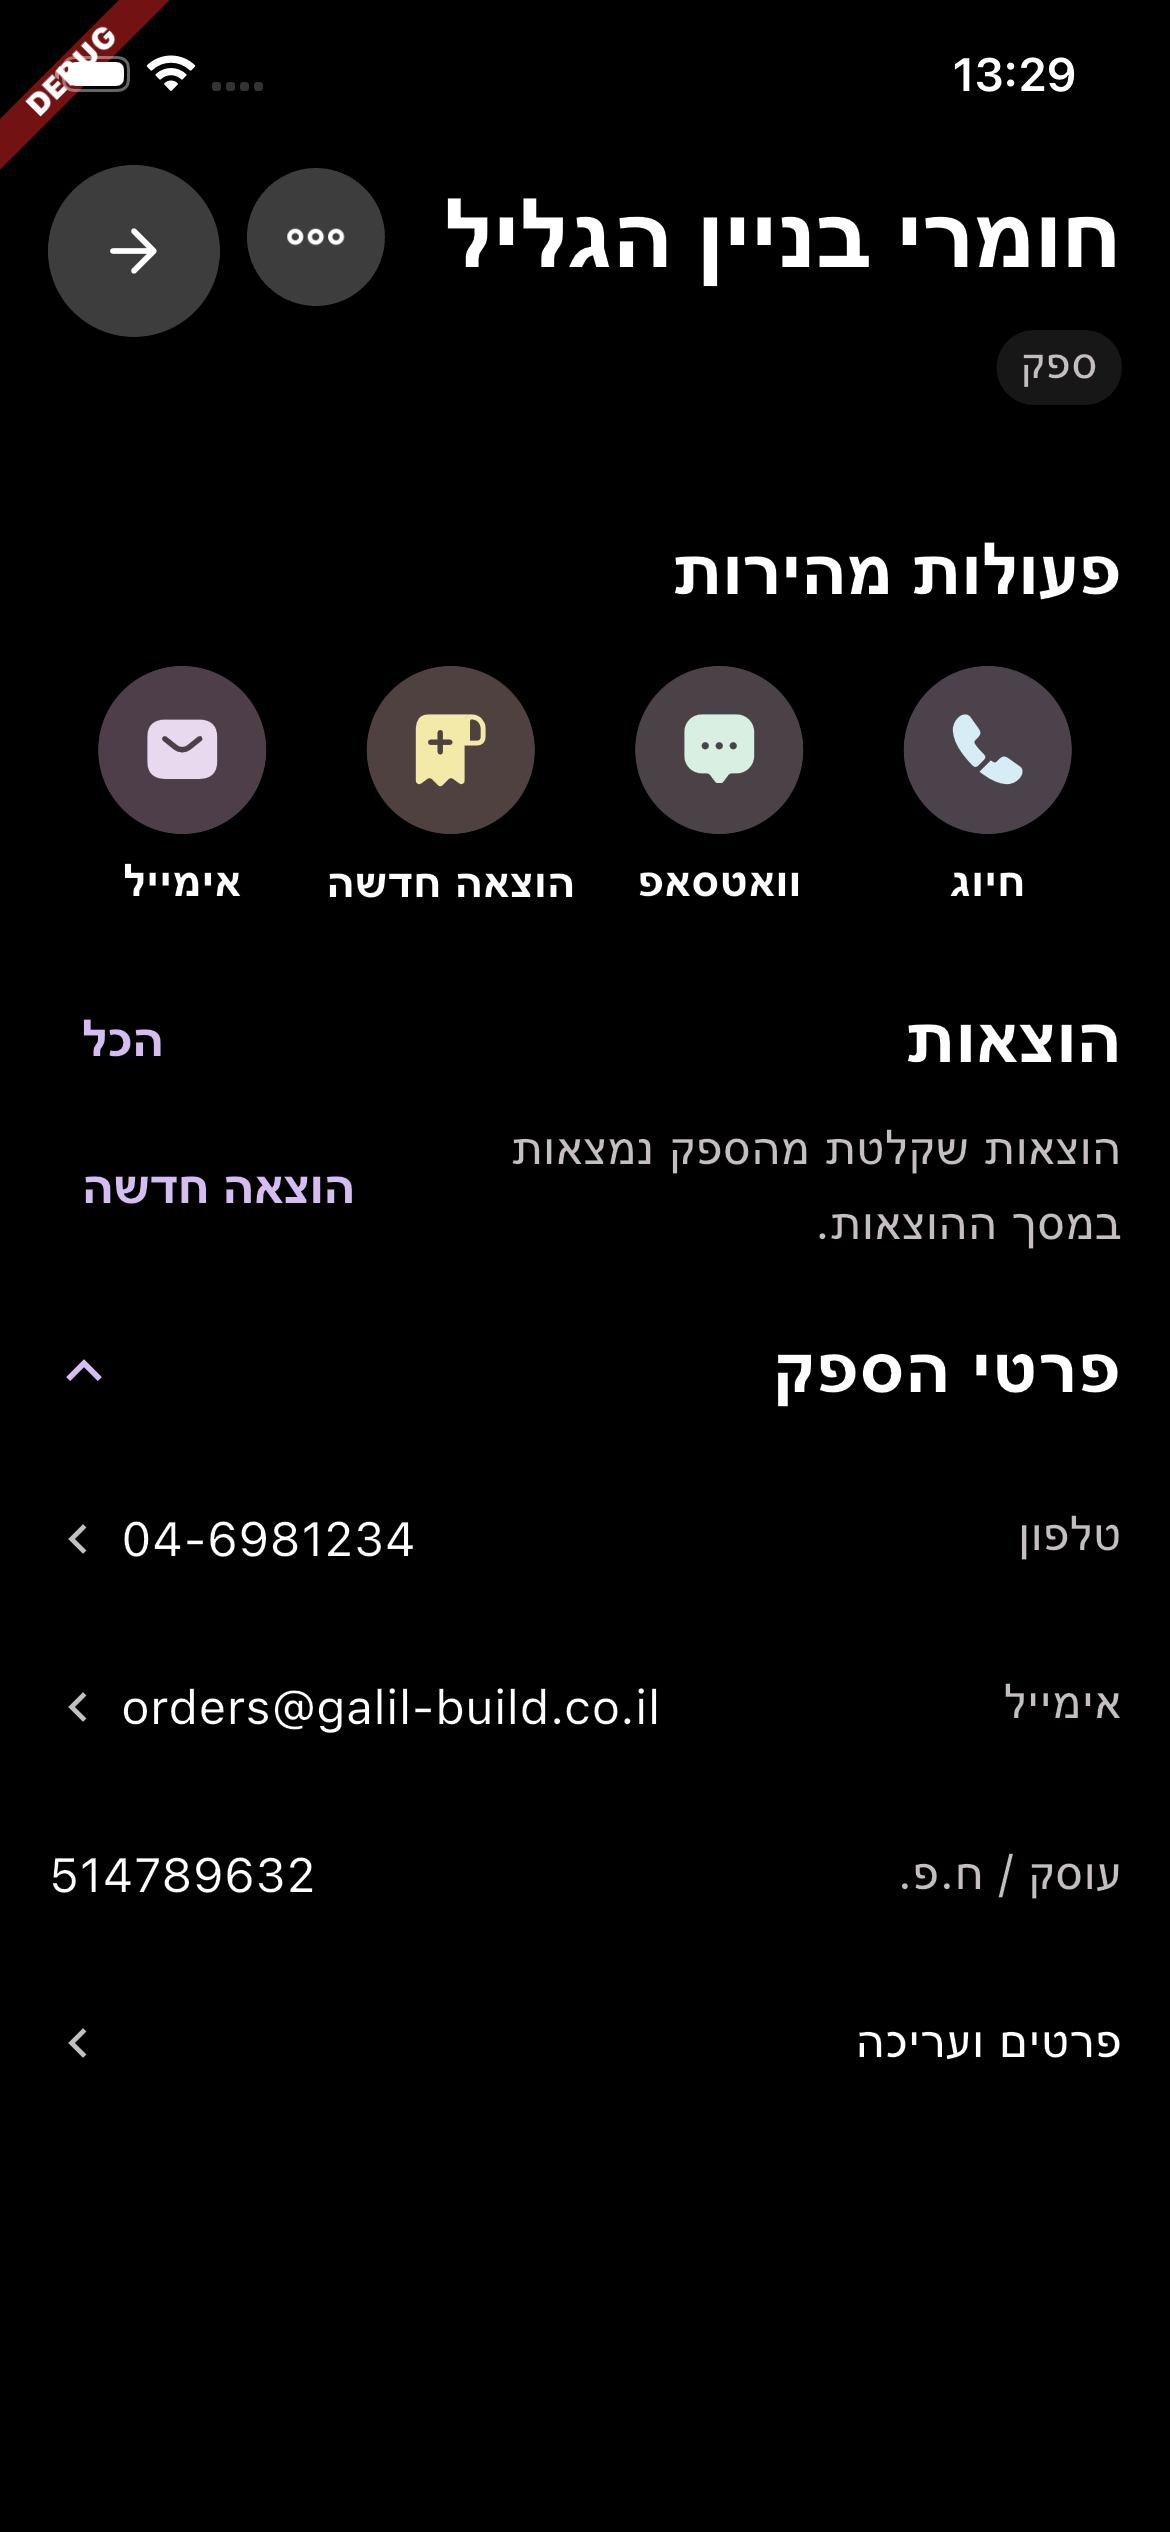 DEBUG
13:29
חומרי בניין הגליל
ספק
פעולות מהירות
חיוג
וואטסאפ
הוצאה חדשה
אימייל
הוצאות
הכל
הוצאות שקלטת מהספק נמצאות
במסך ההוצאות.
הוצאה חדשה
פרטי הספק
טלפון
04-6981234
אימייל
orders@galil-build.co.il
עוסק / ח.פ.
514789632
פרטים ועריכה